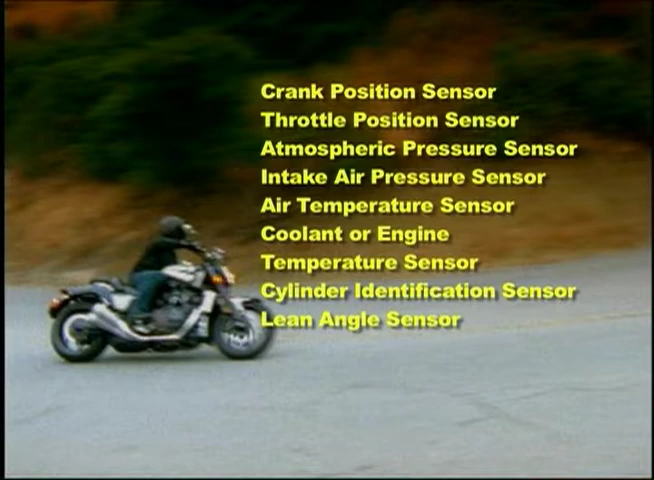 Crank Position Sensor
Throttle Position Sensor
Atmospheric Pressure Sensor
Intake Air Pressure Sensor
Air Temperature Sensor
Coolant or Engine
Temperature Sensor
Cylinder Identification Sensor
Lean Angle Sensor